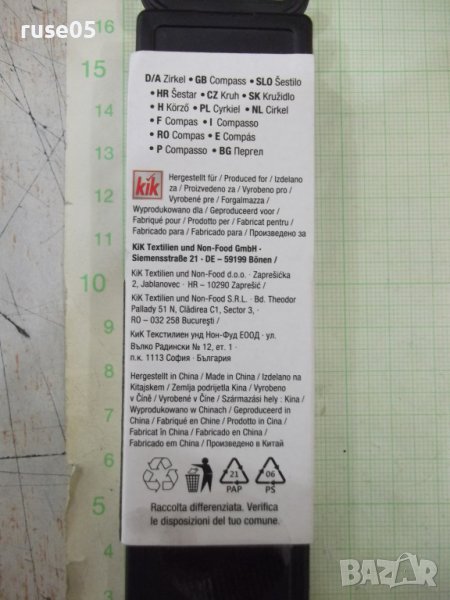 ruse05
D/A Zirkel • GB Compass • SLO Šestilo
• HR Šestar • CZ Kruh • SK Kružidlo
• H Körző • PL Cyrkiel • NL Cirkel
• F Compas • I Compasso
• RO Compas • E Compás
• P Compasso • BG Пергел
kik
Hergestellt für / Produced for / Izdelano
za / Proizvedeno za / Vyrobeno pro /
Vyrobené pre / Forgalmazza /
Wyprodukowano dla / Geproduceerd voor /
Fabriqué pour / Prodotto per / Fabricat pentru /
Fabricado para / Fabricado para / Произведено за
KiK Textilien und Non-Food GmbH -
Siemensstraße 21 - DE – 59199 Bönen /
KiK Textilien und Non-Food d.o.o. · Zaprešička
2, Jablanovec · HR – 10290 Zaprešić /
KiK Textilien und Non-Food S.R.L. · Bd. Theodor
Pallady 51 N, Clădirea C1, Sector 3, ·
RO – 032 258 Bucureşti /
КиК Текстилиен унд Нон-Фуд ЕООД · ул.
Вълко Радински № 12, ет. 1 ·
п.к. 1113 София · България
Hergestellt in China / Made in China / Izdelano na
Kitajskem / Zemlja podrijetla Kina / Vyrobeno
v Číně / Vyrobené v Číne / Származási hely : Kina /
Wyprodukowano w Chinach / Geproduceerd in
China / Fabriqué en Chine / Prodotto in Cina /
Fabricat în China / Fabricado en China /
Fabricado em China / Произведено в Китай
21 06
PAP PS
Raccolta differenziata. Verifica
le disposizioni del tuo comune.
16
15
14
13
12
11
10
9
8
7
6
5
BAZAR.bg